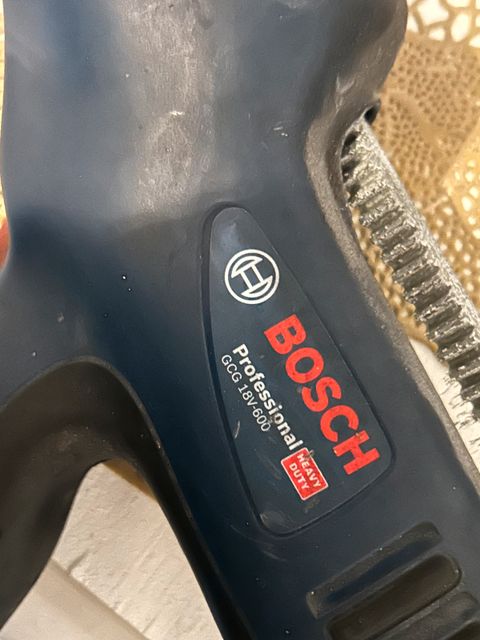 BOSCH
Professional
GCG 18V-600
HEAVY
DUTY